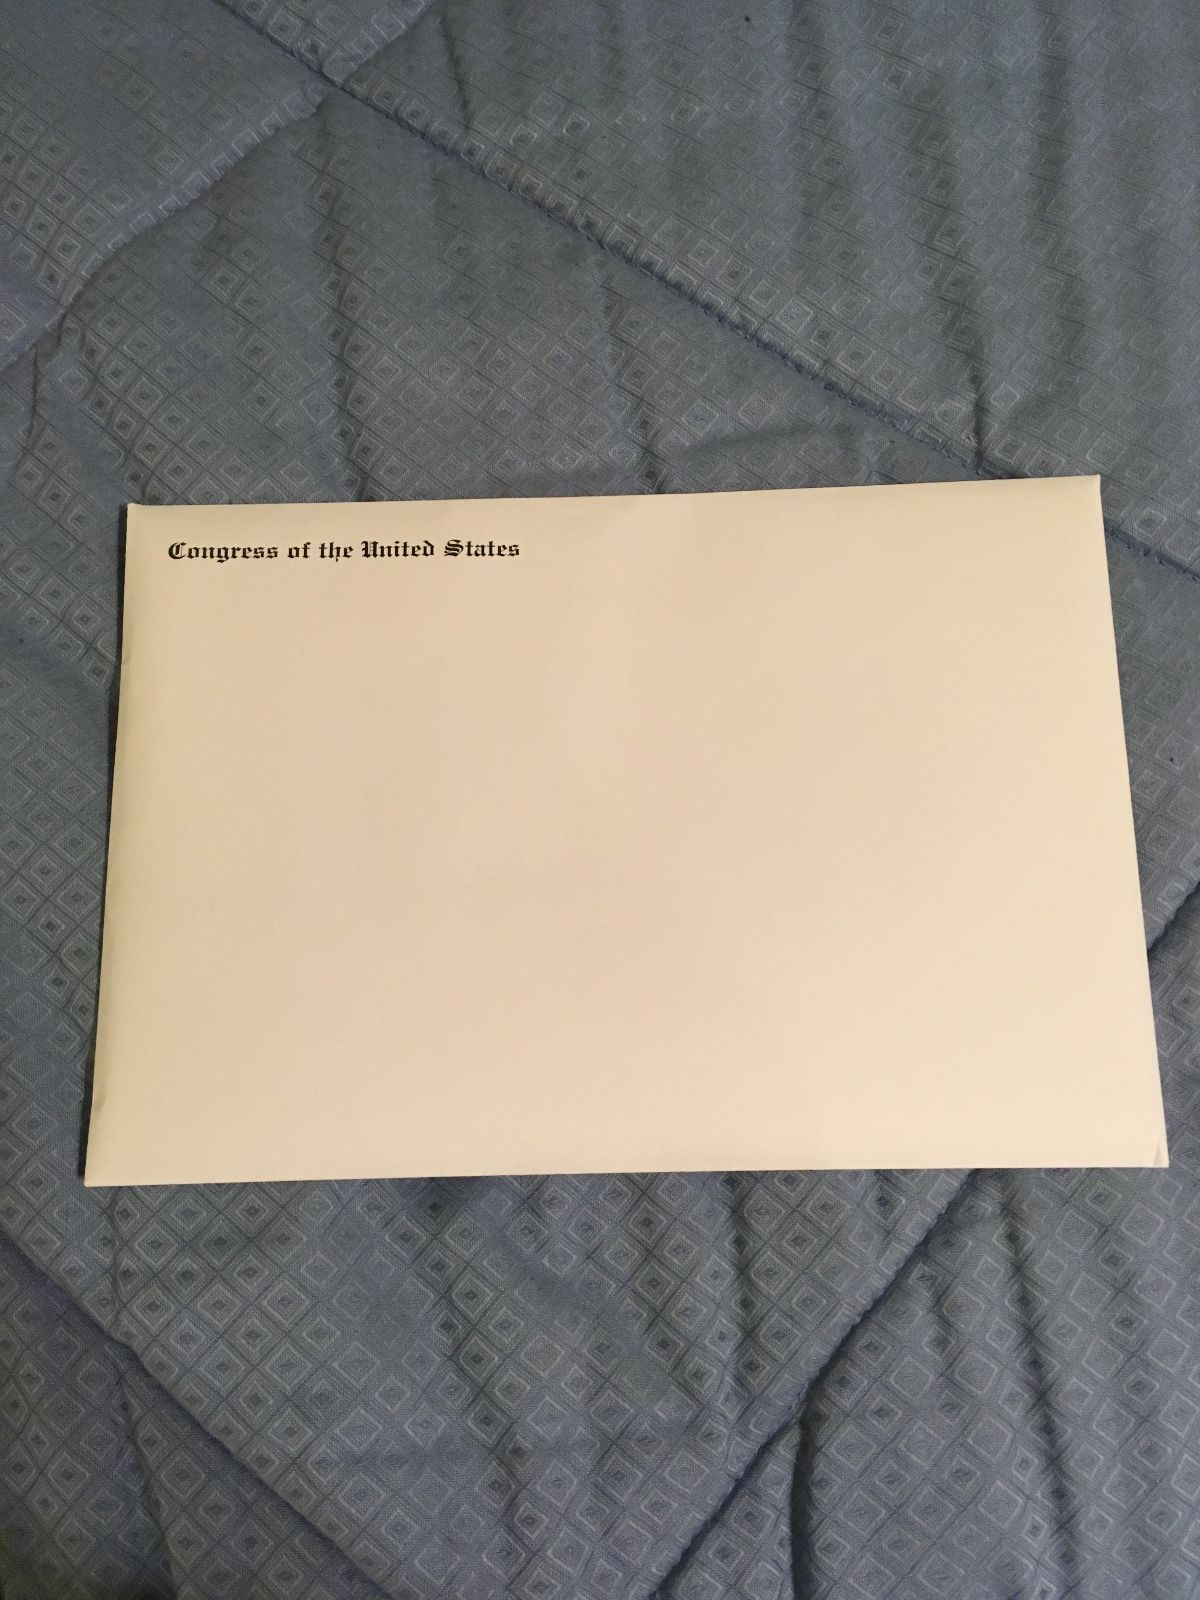 Congress of the United States